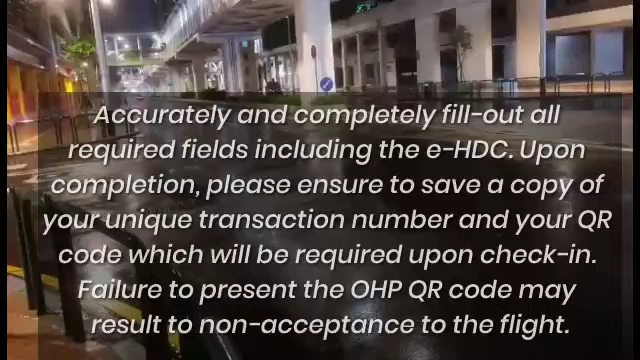 Accurately and completely fill-out all
required fields including the e-HDC. Upon
completion, please ensure to save a copy of
your unique transaction number and your QR
code which will be required upon check-in.
Failure to present the OHP QR code may
result to non-acceptance to the flight.